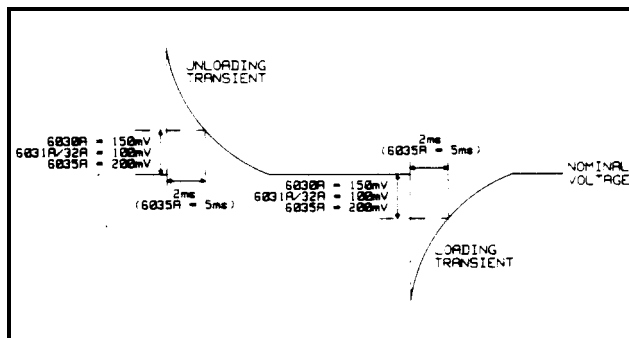 UNLOADING
TRANSIENT
6030A = 150mV
6031A/32A = 100mV
6035A = 200mV
2ms
(6035A = 5ms)
2ms
(6035A = 5ms)
6030A = 150mV
6031A/32A = 100mV
6035A = 200mV
NOMINAL
VOLTAGE
LOADING
TRANSIENT